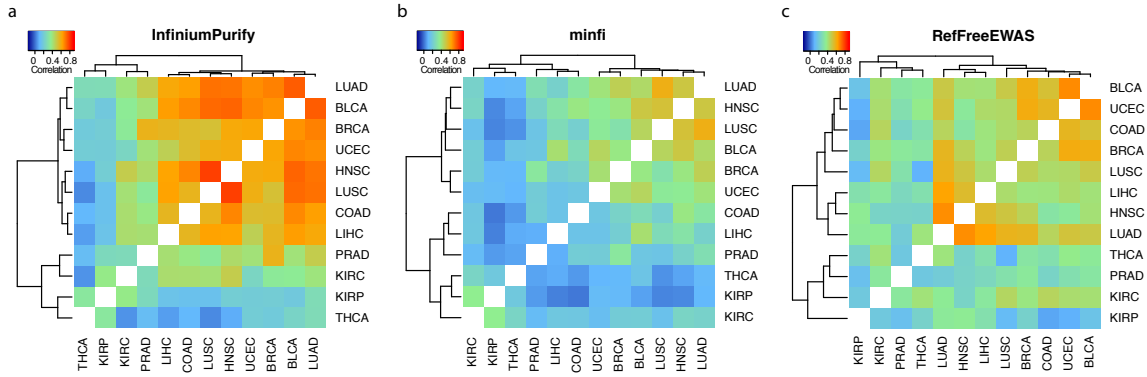 a
InfiniumPurify
0 0.4 0.8
Correlation
LUAD
BLCA
BRCA
UCEC
HNSC
LUSC
COAD
LIHC
PRAD
KIRC
KIRP
THCA
THCA KIRP KIRC PRAD LIHC COAD LUSC HNSC UCEC BRCA BLCA LUAD
b
minfi
0 0.4 0.8
Correlation
LUAD
HNSC
LUSC
BLCA
BRCA
UCEC
COAD
LIHC
PRAD
THCA
KIRP
KIRC
KIRC KIRP THCA PRAD LIHC COAD UCEC BRCA BLCA LUSC HNSC LUAD
c
RefFreeEWAS
0 0.4 0.8
Correlation
BLCA
UCEC
COAD
BRCA
LUSC
LIHC
HNSC
LUAD
THCA
PRAD
KIRC
KIRP
KIRP KIRC PRAD THCA LUAD HNSC LIHC LUSC BRCA COAD UCEC BLCA